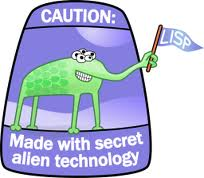 CAUTION:
LISP
Made with secret
alien technology